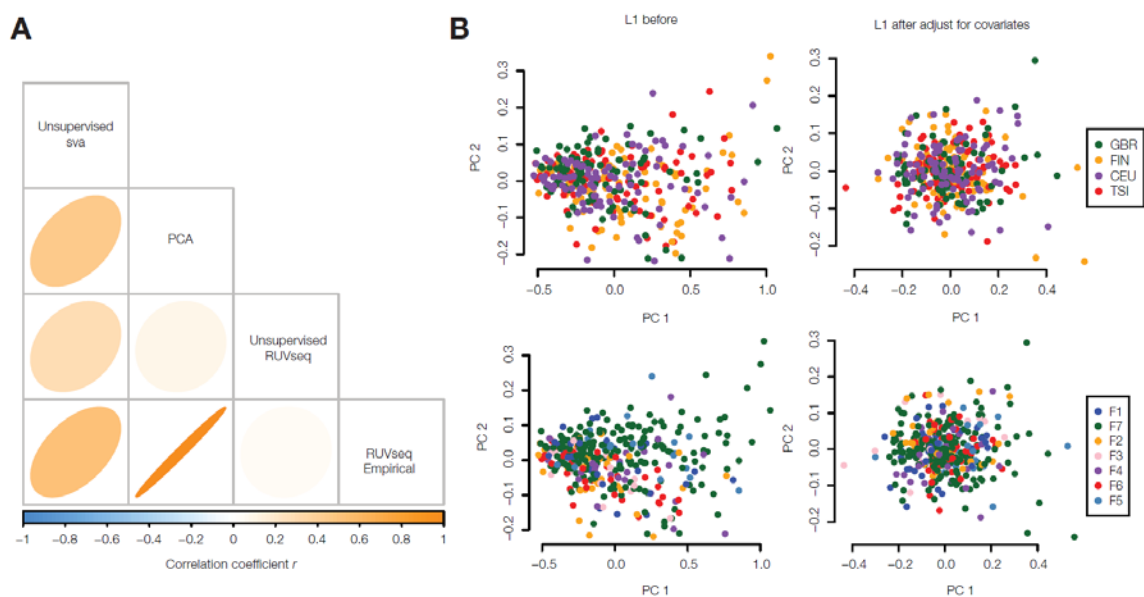 A
Unsupervised
sva
PCA
Unsupervised
RUVseq
RUVseq
Empirical
−1 −0.8 −0.6 −0.4 −0.2 0 0.2 0.4 0.6 0.8 1
Correlation coefficient r
B
L1 before
PC 2
0.3
0.2
0.1
0.0
−0.1
−0.2
−0.5 0.0 0.5 1.0
PC 1
L1 after adjust for covariates
PC 2
0.3
0.2
0.1
0.0
−0.1
−0.2
−0.4 −0.2 0.0 0.2 0.4
PC 1
GBR
FIN
CEU
TSI
PC 2
0.3
0.2
0.1
0.0
−0.1
−0.2
−0.5 0.0 0.5 1.0
PC 1
PC 2
0.3
0.2
0.1
0.0
−0.1
−0.2
−0.4 −0.2 0.0 0.2 0.4
PC 1
F1
F7
F2
F3
F4
F6
F5